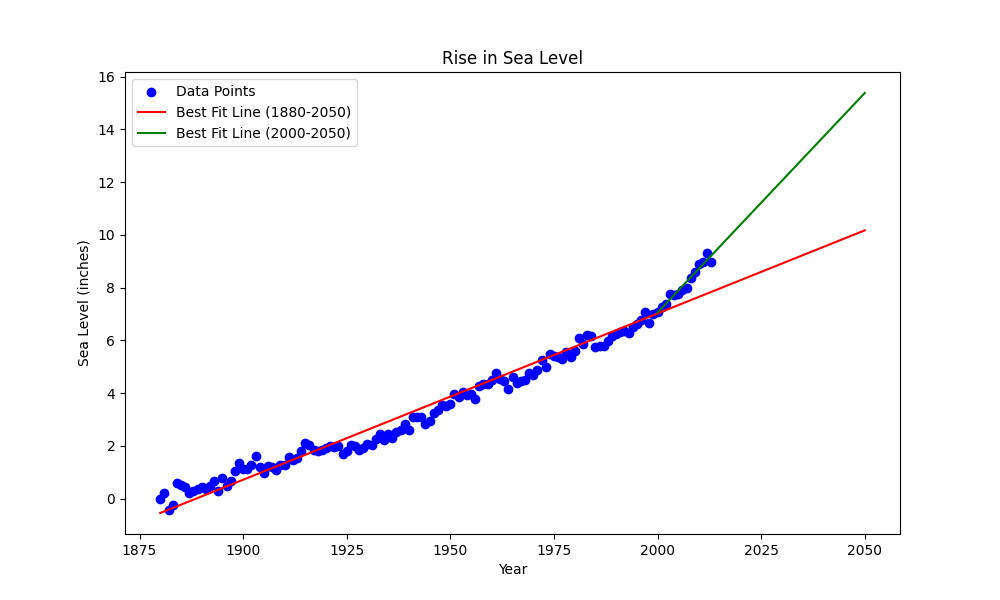 Rise in Sea Level
Data Points
Best Fit Line (1880-2050)
Best Fit Line (2000-2050)
Sea Level (inches)
16
14
12
10
8
6
4
2
0
1875 1900 1925 1950 1975 2000 2025 2050
Year